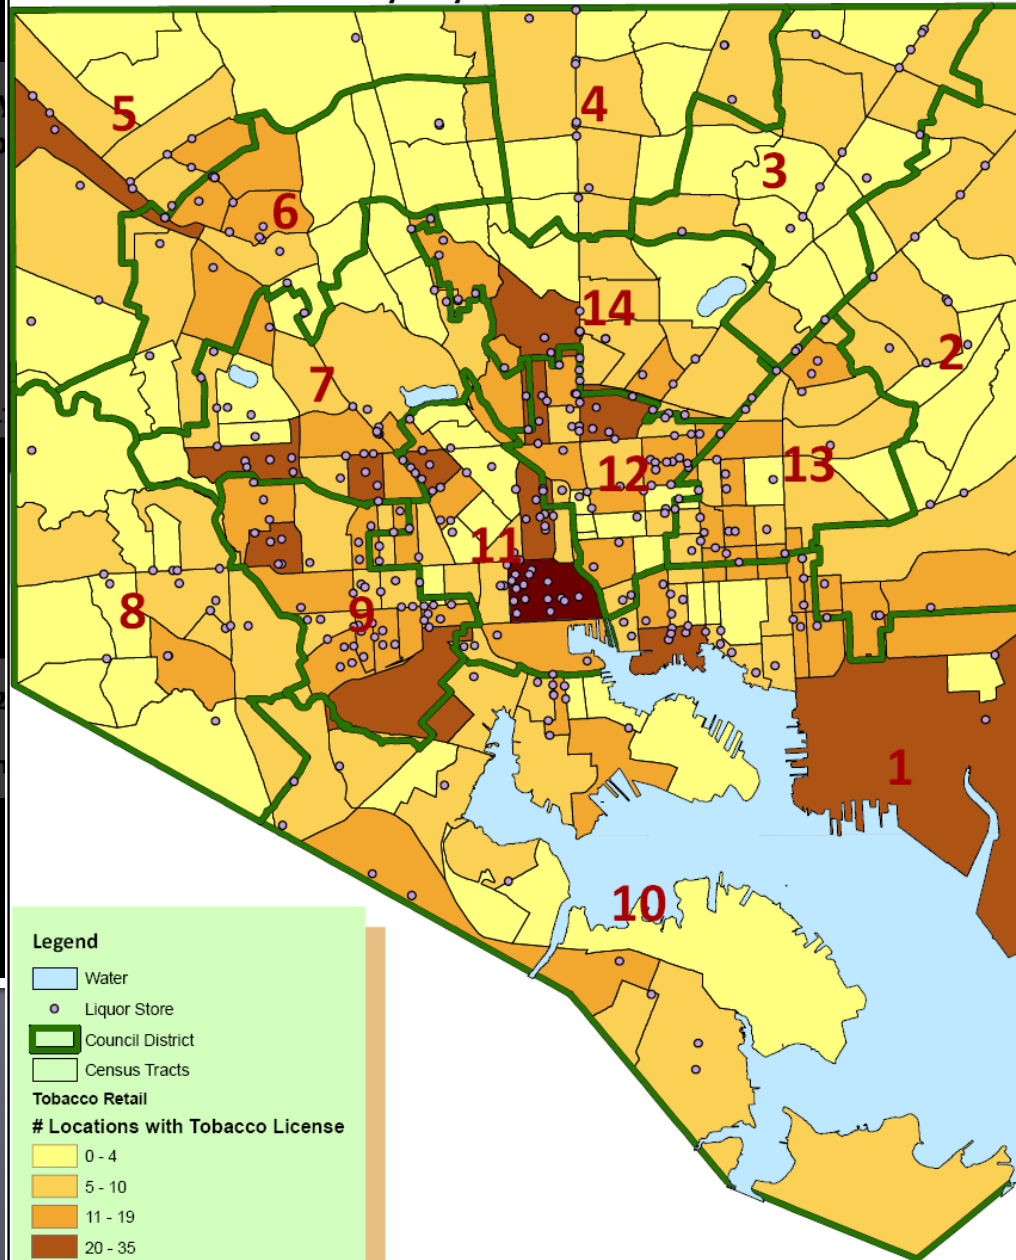 5
4
3
6
14
2
7
12
13
11
8
9
1
10
Legend
Water
Liquor Store
Council District
Census Tracts
Tobacco Retail
# Locations with Tobacco License
0 - 4
5 - 10
11 - 19
20 - 35